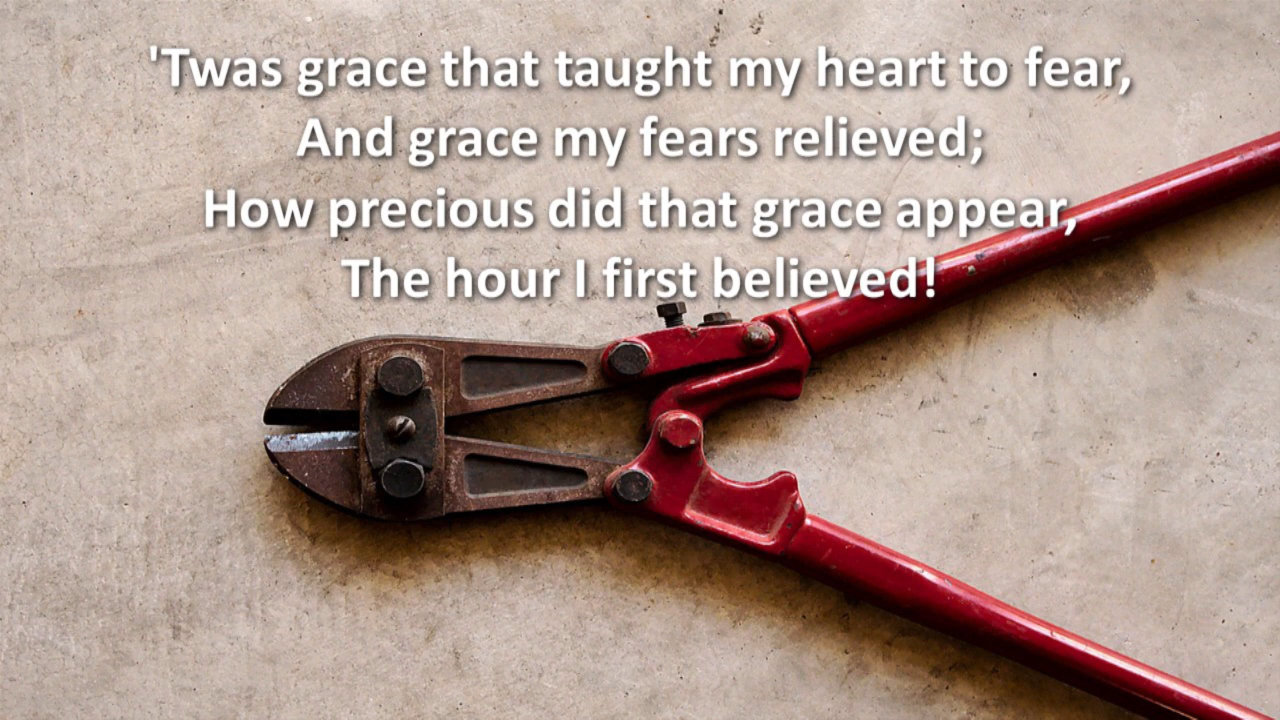 'Twas grace that taught my heart to fear,
And grace my fears relieved;
How precious did that grace appear,
The hour I first believed!